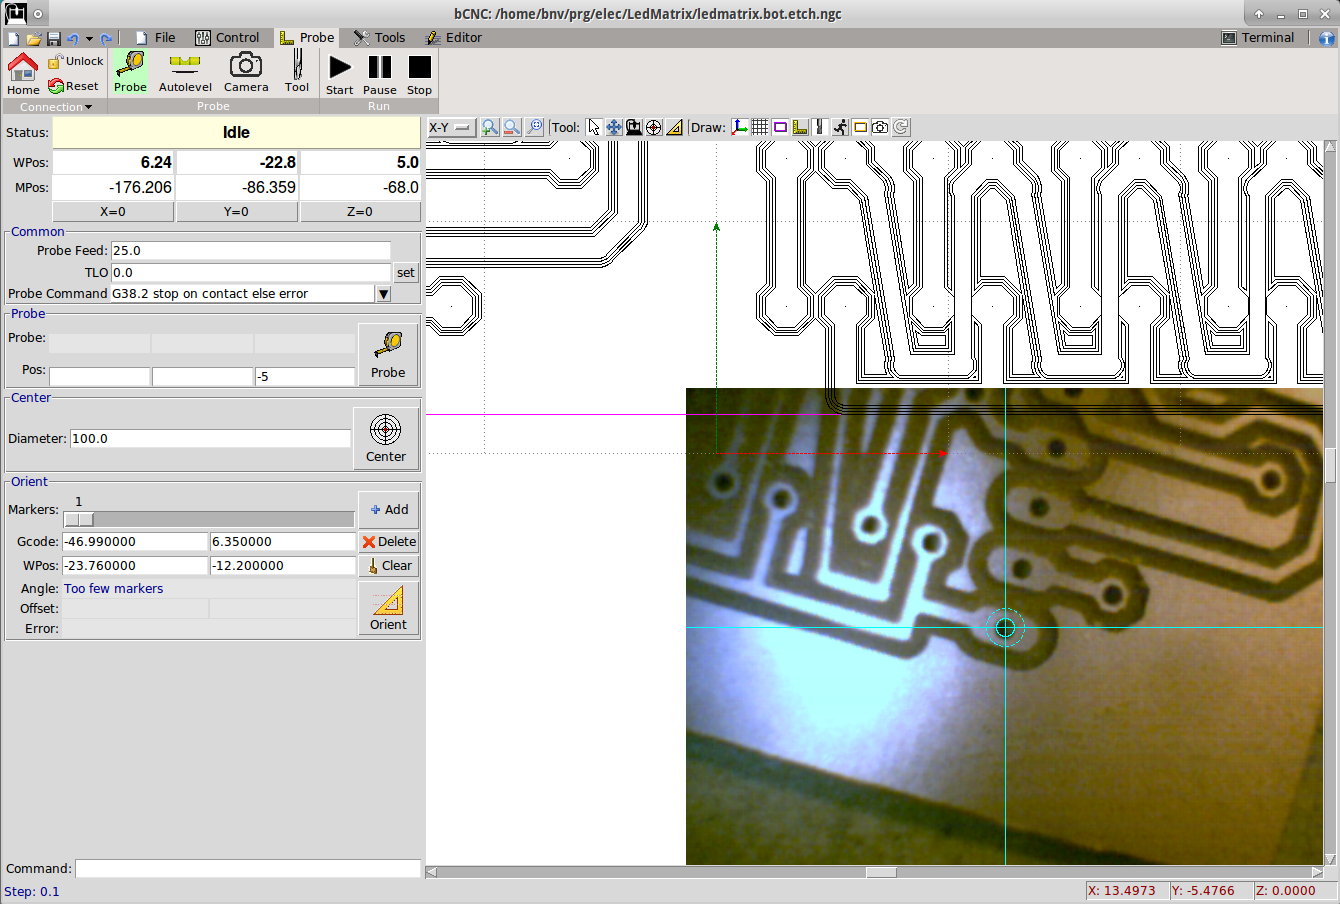 bCNC: /home/bnv/prg/elec/LedMatrix/ledmatrix.bot.etch.ngc
File Control Probe Tools Editor Terminal
Home Unlock Reset Probe Autolevel Camera Tool Start Pause Stop
Connection Probe Run
Status: Idle
WPos: 6.24 -22.8 5.0
MPos: -176.206 -86.359 -68.0
X=0 Y=0 Z=0
Common
Probe Feed: 25.0
TLO 0.0 set
Probe Command G38.2 stop on contact else error
Probe
Probe:
Pos: -5
Probe
Center
Diameter: 100.0
Center
Orient
Markers: 1 Add
Gcode: -46.990000 6.350000 Delete
WPos: -23.760000 -12.200000 Clear
Angle: Too few markers
Offset:
Error:
Orient
X-Y Tool: Draw:
Command:
Step: 0.1
X: 13.4973 Y: -5.4766 Z: 0.0000